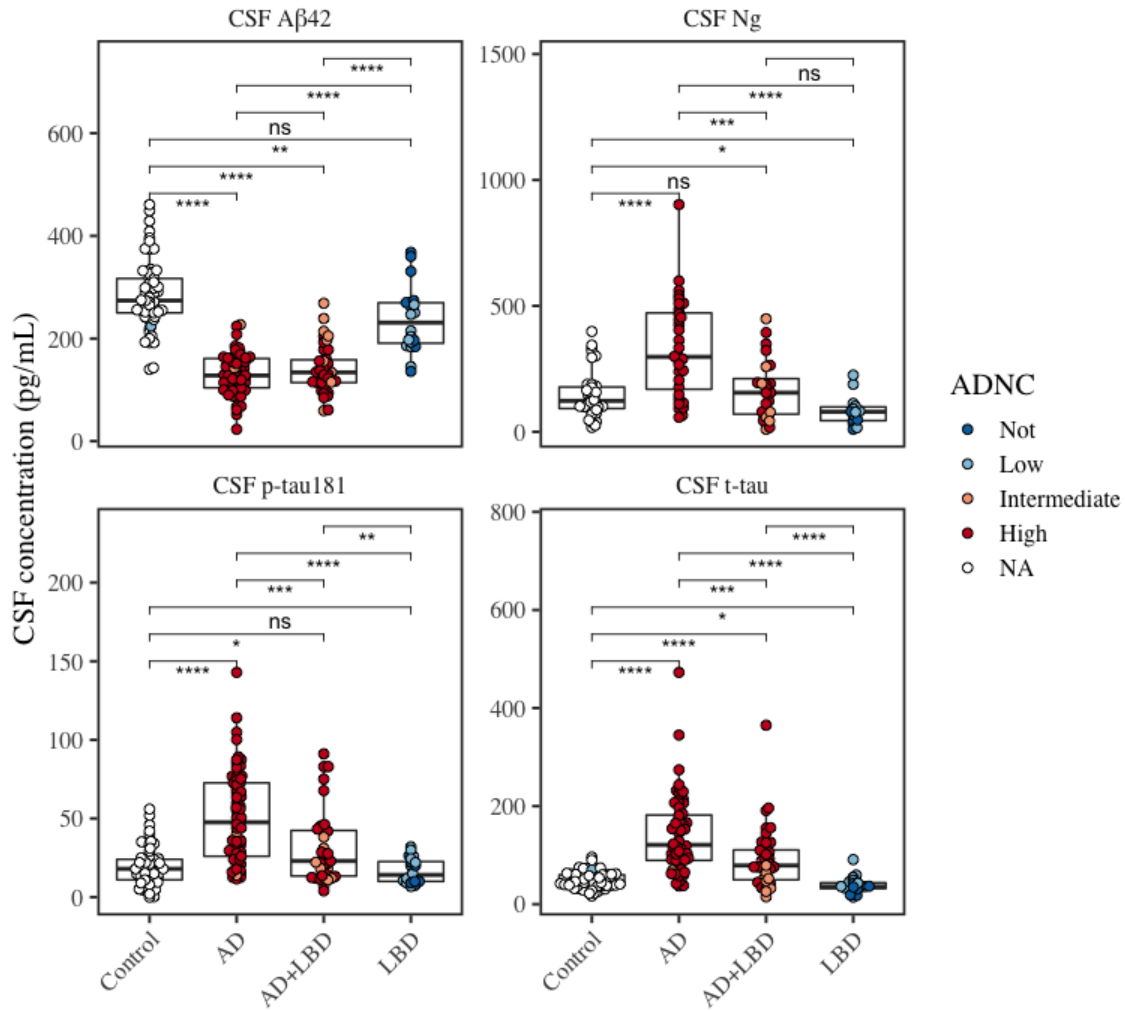 CSF Aβ42
CSF Ng
CSF concentration (pg/mL)
600
400
200
0
****
****
****
ns
**
****
****
1500
1000
500
0
ns
****
***
*
ns
****
CSF p-tau181
CSF t-tau
200
150
100
50
0
**
****
***
ns
*
****
800
600
400
200
0
****
****
****
*
****
****
Control
AD
AD+LBD
LBD
Control
AD
AD+LBD
LBD
ADNC
Not
Low
Intermediate
High
NA